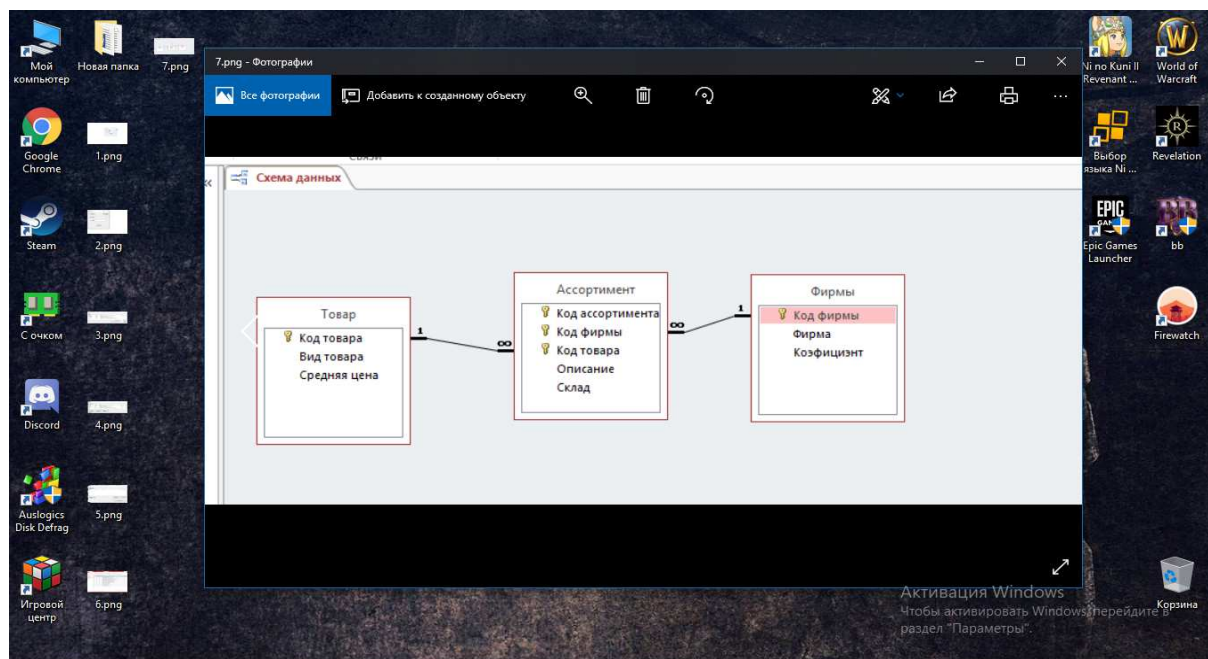 Мой
компьютер
Новая папка
7.png
Google
Chrome
1.png
Steam
2.png
С очком
3.png
Discord
4.png
Auslogics
Disk Defrag
5.png
Игровой
центр
6.png
7.png - Фотографии
Все фотографии
Добавить к созданному объекту
Связи
Схема данных
Товар
Код товара
Вид товара
Средняя цена
1
∞
Ассортимент
Код ассортимента
Код фирмы
Код товара
Описание
Склад
∞
1
Фирмы
Код фирмы
Фирма
Коэфициэнт
Ni no Kuni II
Revenant ...
World of
Warcraft
Выбор
языка Ni ...
Revelation
EPIC
Epic Games
Launcher
bb
Firewatch
Корзина
Активация Windows
Чтобы активировать Windows, перейдите в
раздел "Параметры".